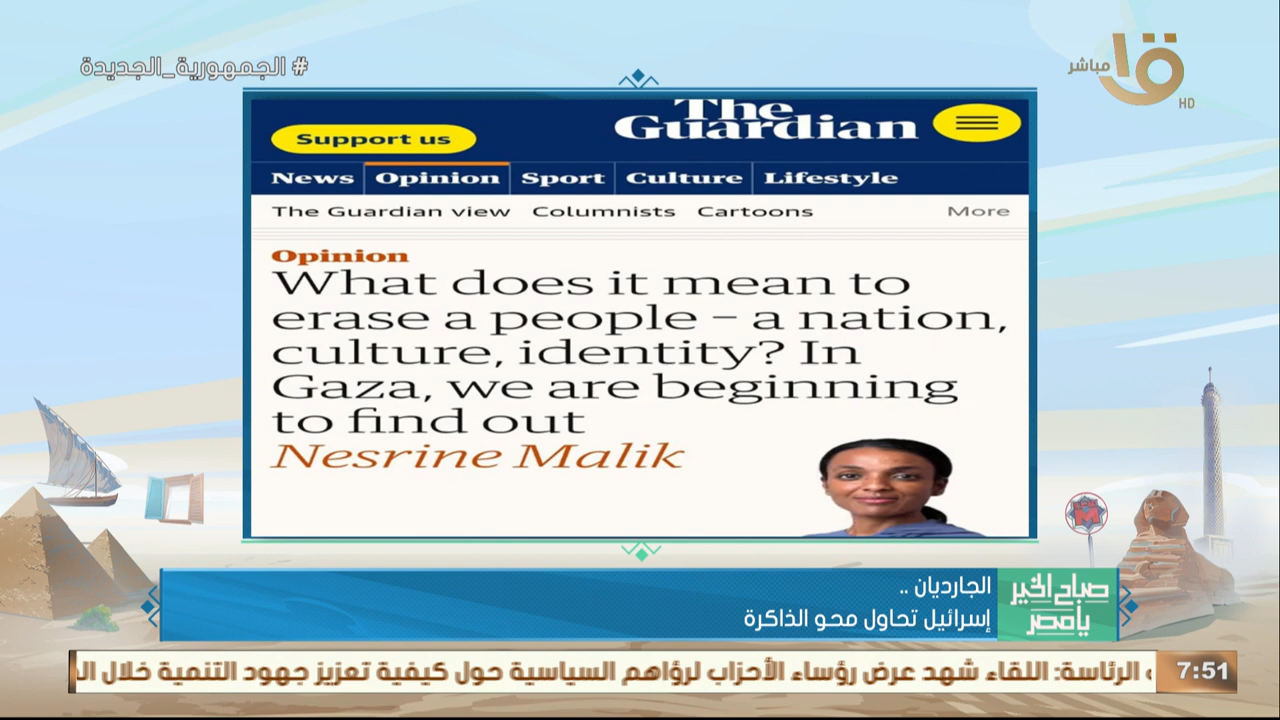 # الجمهورية_الجديدة
مباشر
HD
The Guardian
Support us
News Opinion Sport Culture Lifestyle
The Guardian view Columnists Cartoons More
Opinion
What does it mean to
erase a people – a nation,
culture, identity? In
Gaza, we are beginning
to find out
Nesrine Malik
صباح الخير
يا مصر
الجارديان ..
إسرائيل تحاول محو الذاكرة
7:51
الرئاسة: اللقاء شهد عرض رؤساء الأحزاب لرؤاهم السياسية حول كيفية تعزيز جهود التنمية خلال